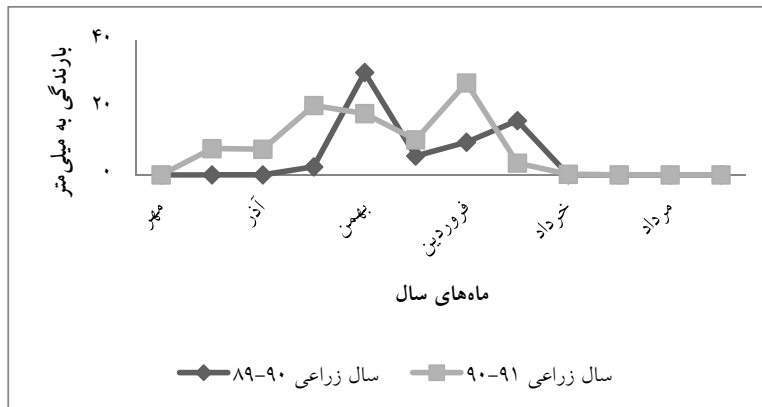 بارندگی به میلی‌متر
۴۰
۲۰
۰
مهر
آذر
بهمن
فروردین
خرداد
مرداد
ماه‌های سال
سال زراعی ۹۰-۸۹
سال زراعی ۹۱-۹۰